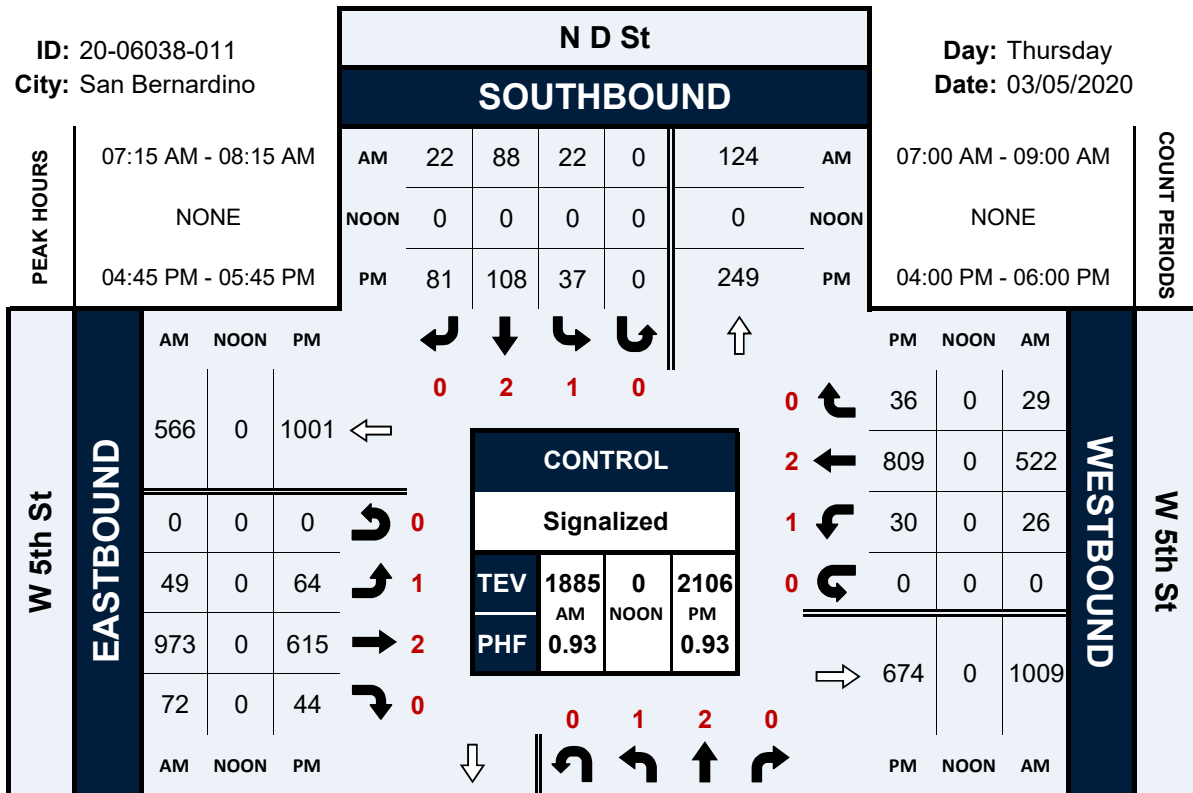 ID: 20-06038-011
City: San Bernardino
N D St
SOUTHBOUND
Day: Thursday
Date: 03/05/2020
PEAK HOURS
07:15 AM - 08:15 AM
NONE
04:45 PM - 05:45 PM
AM 22 88 22 0 124 AM
NOON 0 0 0 0 0 NOON
PM 81 108 37 0 249 PM
07:00 AM - 09:00 AM
NONE
04:00 PM - 06:00 PM
COUNT PERIODS
0 2 1 0
W 5th St
EASTBOUND
AM NOON PM
566 0 1001
0 0 0 0
49 0 64 1
973 0 615 2
72 0 44 0
AM NOON PM
CONTROL
Signalized
TEV 1885 0 2106
AM NOON PM
PHF 0.93 0.93
PM NOON AM
0 36 0 29
2 809 0 522
1 30 0 26
0 0 0 0
674 0 1009
PM NOON AM
WESTBOUND
W 5th St
0 1 2 0